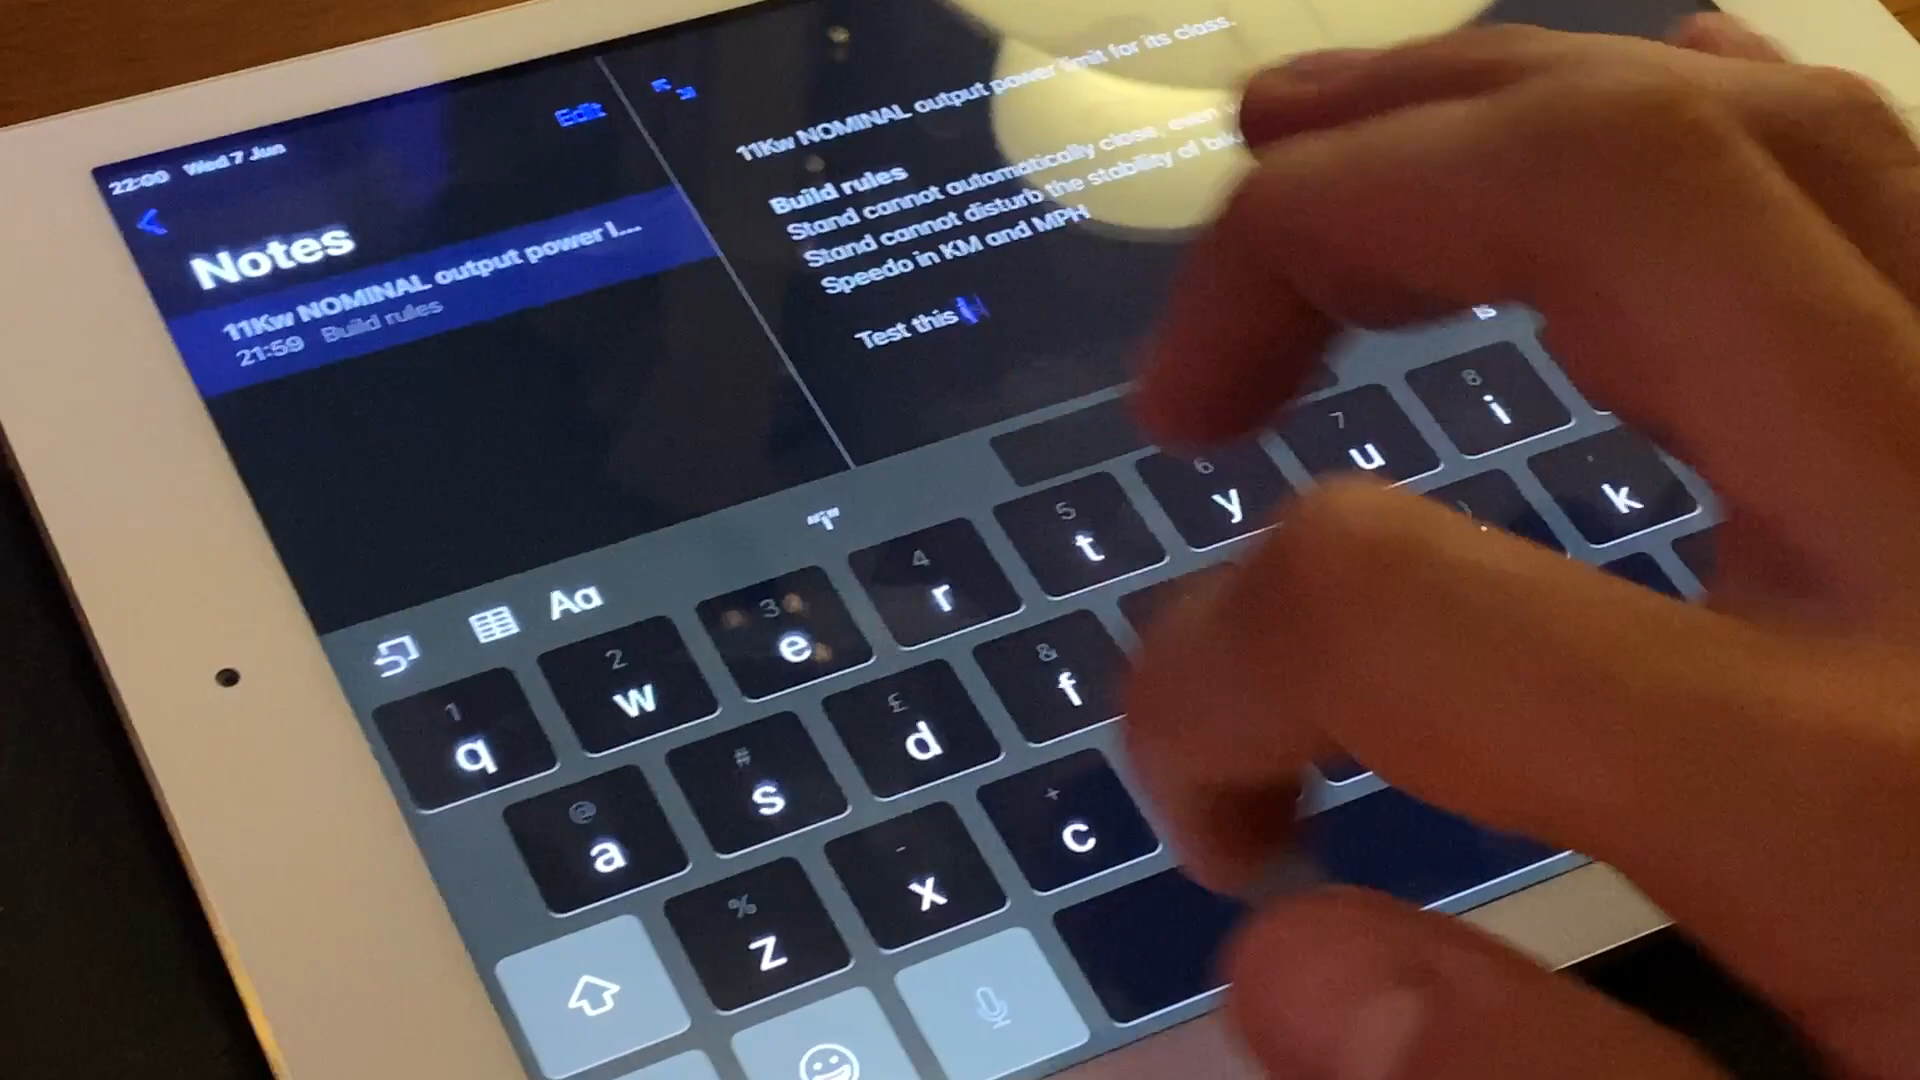 22:00 Wed 7 Jun
Edit
Notes
11Kw NOMINAL output power l...
21:59 Build rules
11Kw NOMINAL output power limit for its class.
Build rules
Stand cannot automatically close, even
Stand cannot disturb the stability of
Speedo in KM and MPH
Test this
is
Aa
1 2 3 4 5 6 7 8
q w e r t y u i
@ # £ &
a s d f k
% - +
z x c